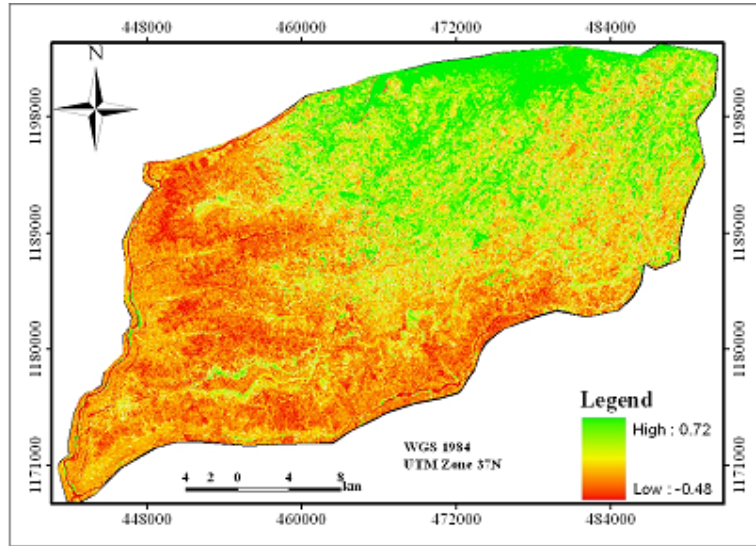 448000 460000 472000 484000
N
1198000 1198000
1189000 1189000
1180000 1180000
1171000 1171000
Legend
High : 0.72
Low : -0.48
WGS 1984
UTM Zone 37N
4 2 0 4 8
km
448000 460000 472000 484000